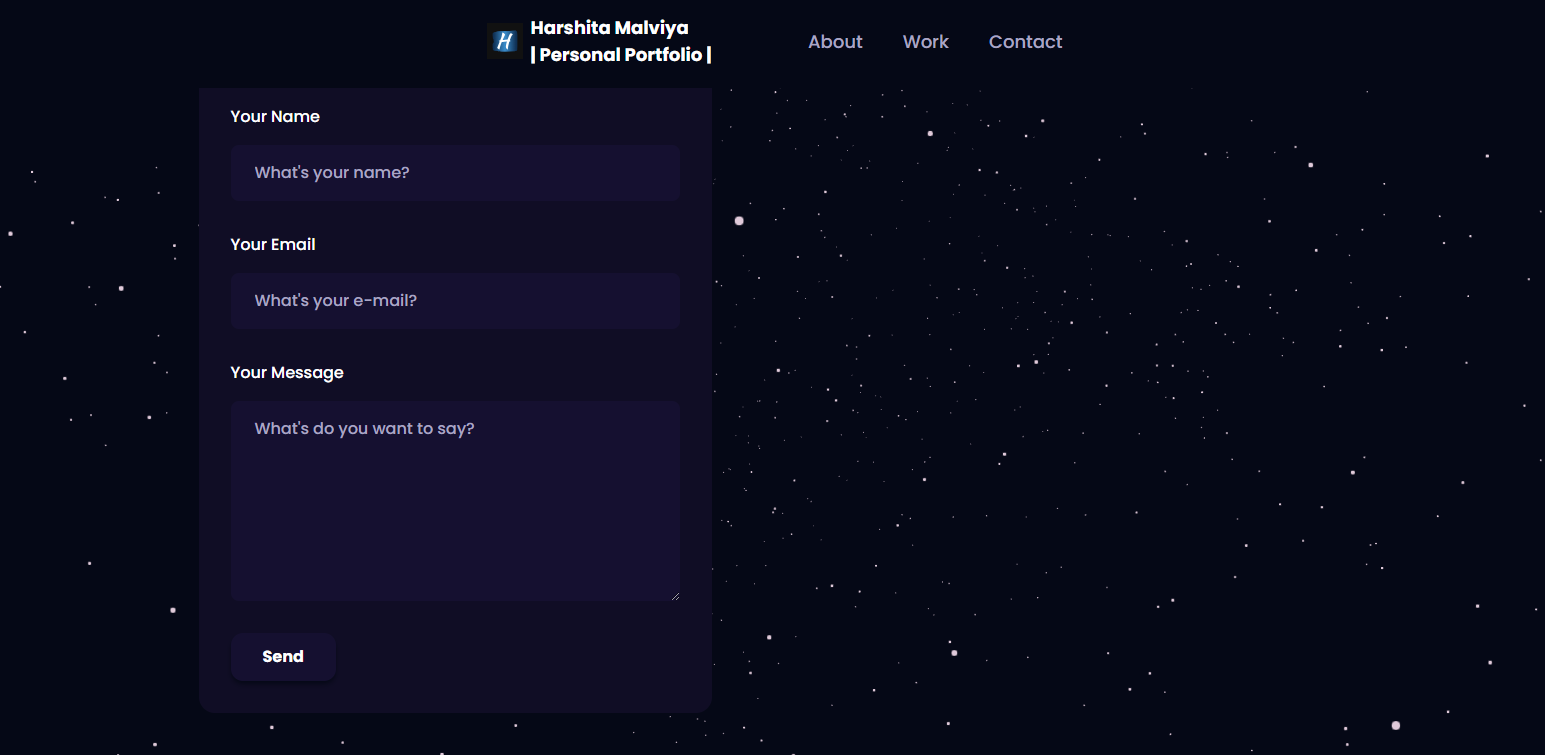 H
Harshita Malviya
| Personal Portfolio |
About Work Contact
Your Name
What's your name?
Your Email
What's your e-mail?
Your Message
What's do you want to say?
Send